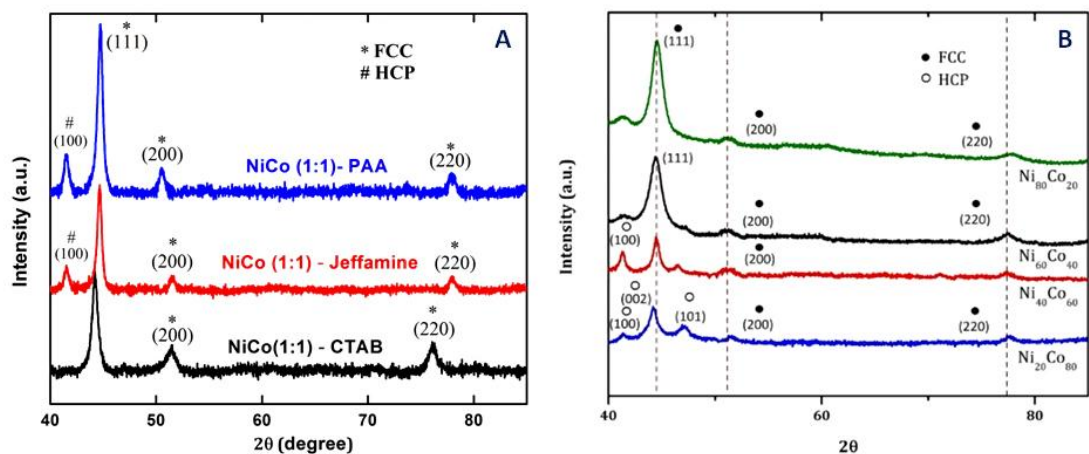 A
*
(111)
* FCC
# HCP
#
(100)
*
(200)
*
(220)
NiCo (1:1)- PAA
#
(100)
*
(200)
*
(220)
NiCo (1:1) - Jeffamine
*
(200)
*
(220)
NiCo(1:1) - CTAB
Intensity (a.u.)
40 50 60 70 80
2θ (degree)
B
●
(111)
● FCC
○ HCP
●
(200)
●
(220)
Ni₈₀Co₂₀
(111)
●
(200)
●
(220)
Ni₆₀Co₄₀
○
(100)
●
(200)
Ni₄₀Co₆₀
○
(002)
○
(100)
○
(101)
●
(200)
●
(220)
Ni₂₀Co₈₀
Intensity (a.u.)
40 60 80
2θ